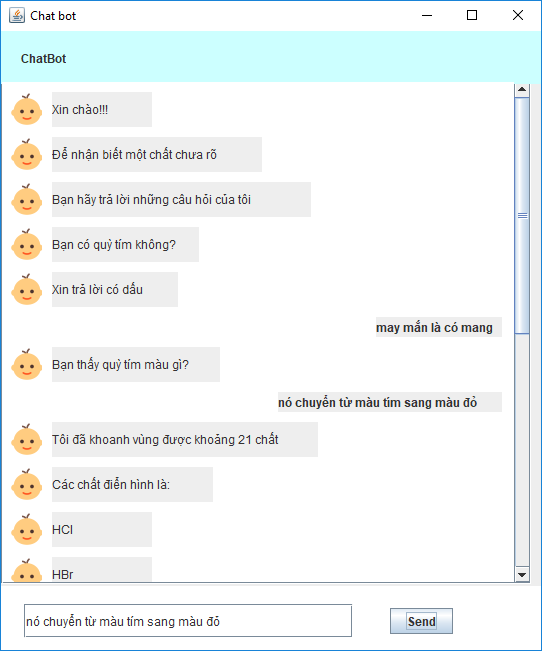 Chat bot
ChatBot
Xin chào!!!
Để nhận biết một chất chưa rõ
Bạn hãy trả lời những câu hỏi của tôi
Bạn có quỳ tím không?
Xin trả lời có dấu
may mắn là có mang
Bạn thấy quỳ tím màu gì?
nó chuyển từ màu tím sang màu đỏ
Tôi đã khoanh vùng được khoảng 21 chất
Các chất điển hình là:
HCl
HBr
nó chuyển từ màu tím sang màu đỏ
Send